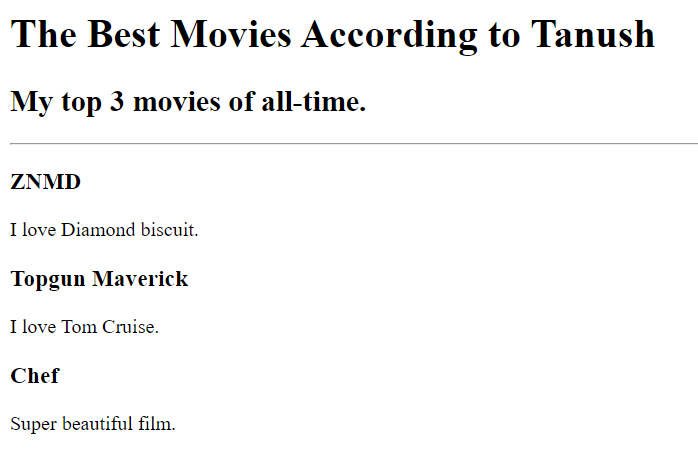 The Best Movies According to Tanush
My top 3 movies of all-time.
ZNMD
I love Diamond biscuit.
Topgun Maverick
I love Tom Cruise.
Chef
Super beautiful film.